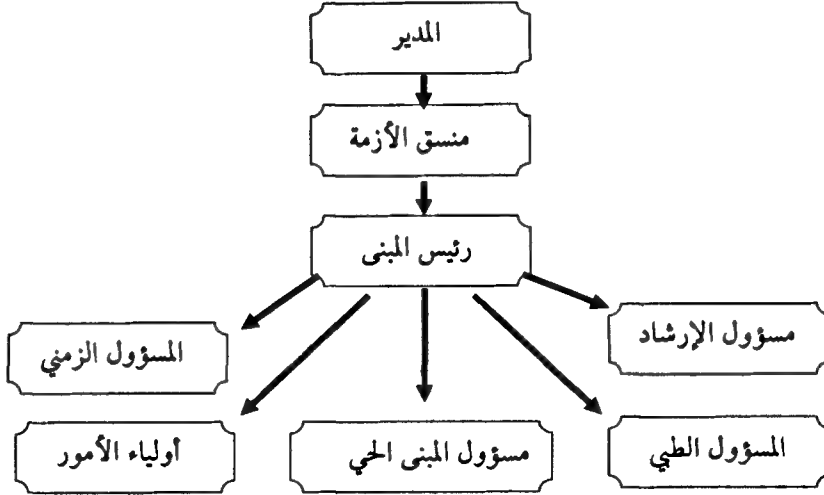 المدير
منسق الأزمة
رئيس المبنى
مسؤول الإرشاد
المسؤول الزمني
المسؤول الطبي
مسؤول المبنى الحي
أولياء الأمور